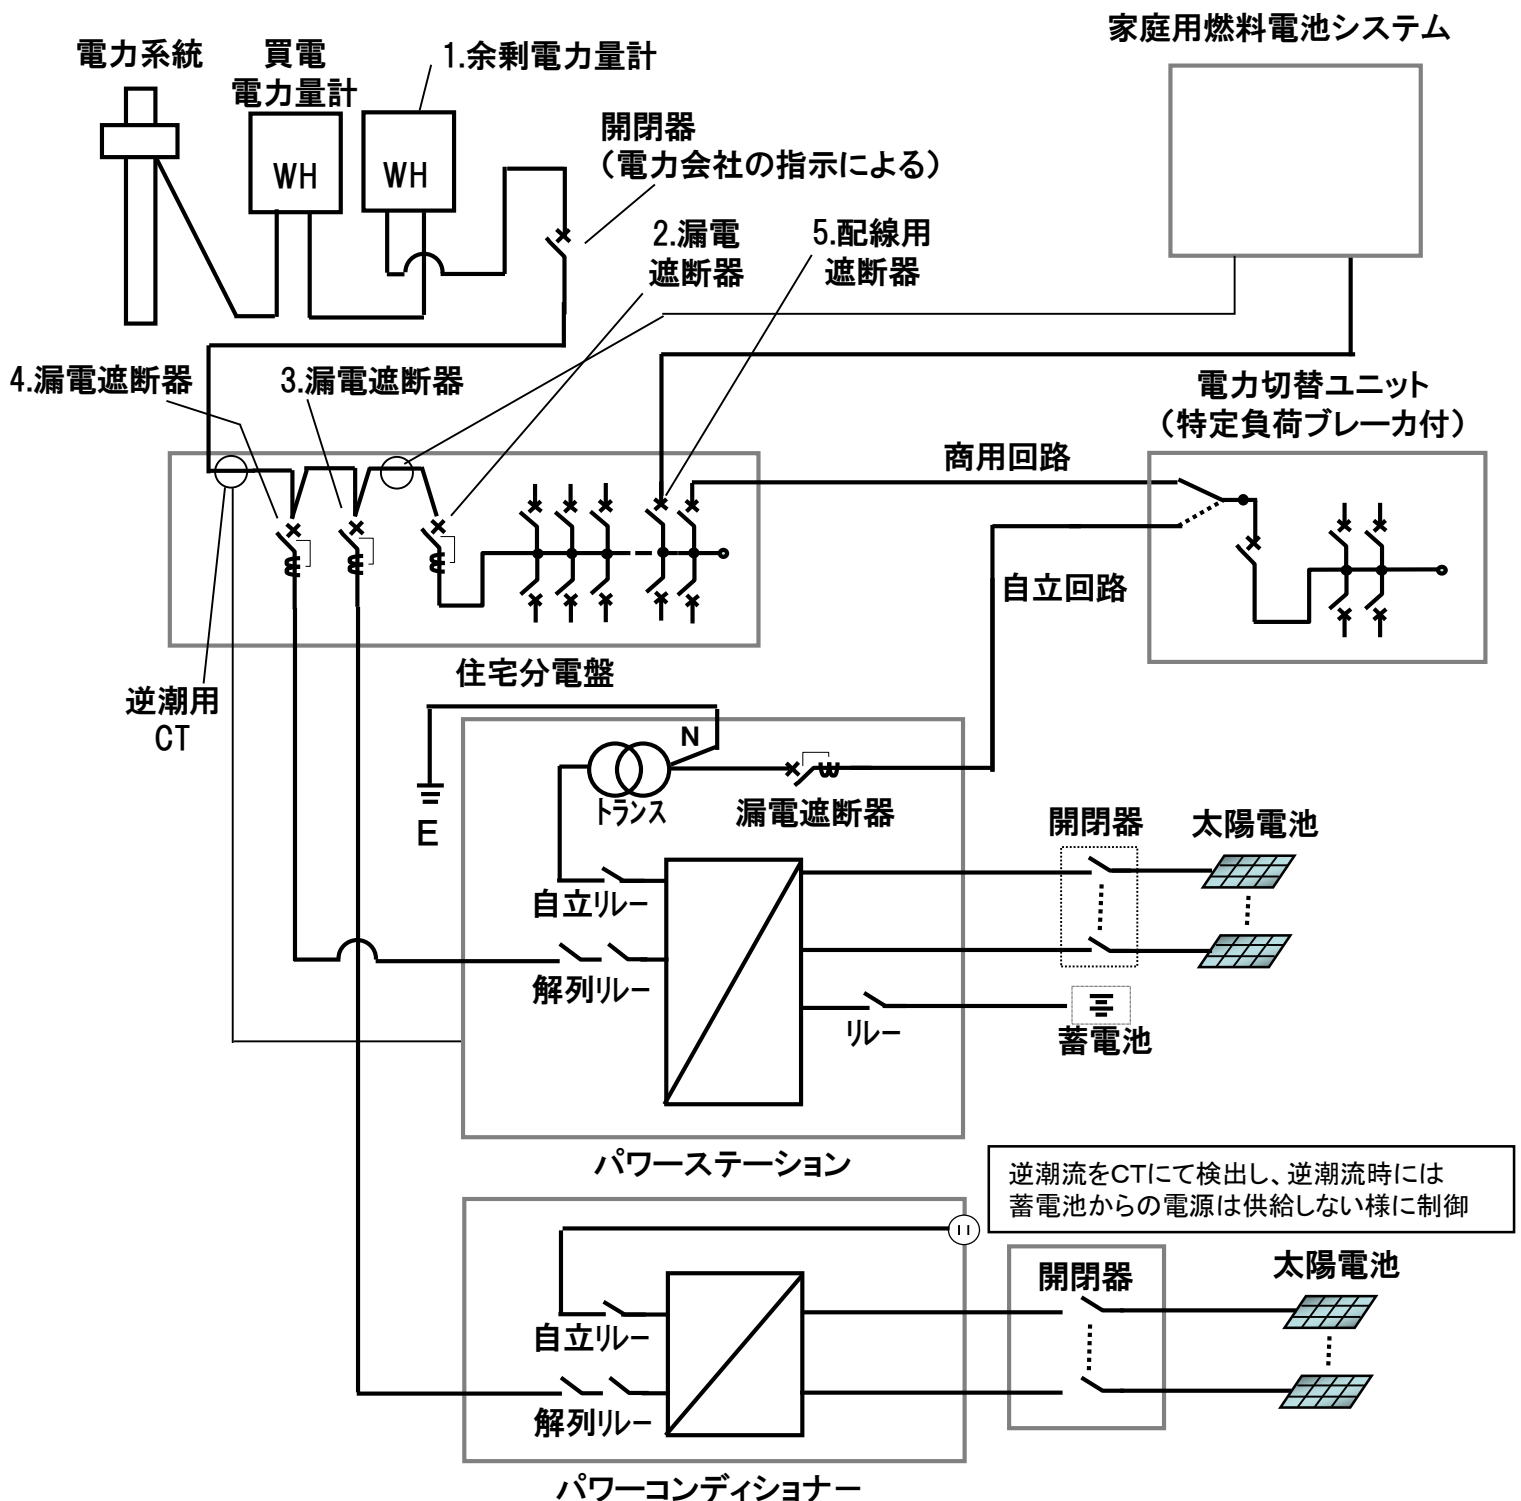 家庭用燃料電池システム
電力系統
買電
電力量計
1.余剰電力量計
開閉器
(電力会社の指示による)
WH
WH
2.漏電
遮断器
5.配線用
遮断器
4.漏電遮断器
3.漏電遮断器
電力切替ユニット
(特定負荷ブレーカ付)
商用回路
自立回路
住宅分電盤
逆潮用
CT
N
E
トランス
漏電遮断器
開閉器
太陽電池
自立リレー
解列リレー
リレー
蓄電池
パワーステーション
逆潮流をCTにて検出し、逆潮流時には
蓄電池からの電源は供給しない様に制御
開閉器
太陽電池
自立リレー
解列リレー
パワーコンディショナー